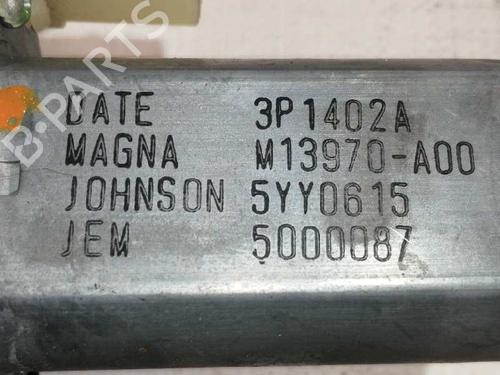 B-PARTS
DATE 3P1402A
MAGNA M13970-A00
JOHNSON 5YY0615
JEM 5000087